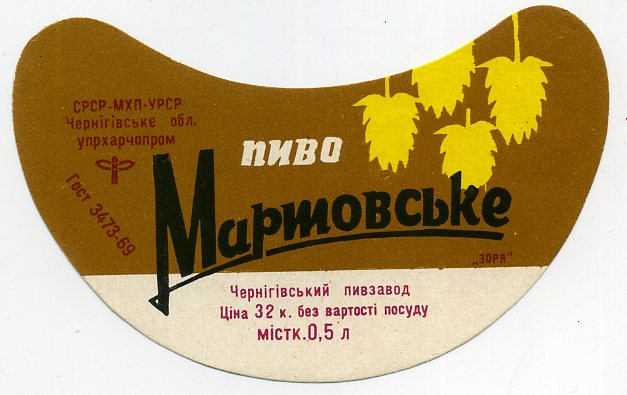 СРСР-МХП-УРСР
Чернігівське обл.
упрхарчопром
Гост 3473-69
пиво
Мартовське
„ЗОРЯ"
Чернігівський пивзавод
Ціна 32 к. без вартості посуду
містк. 0,5 л